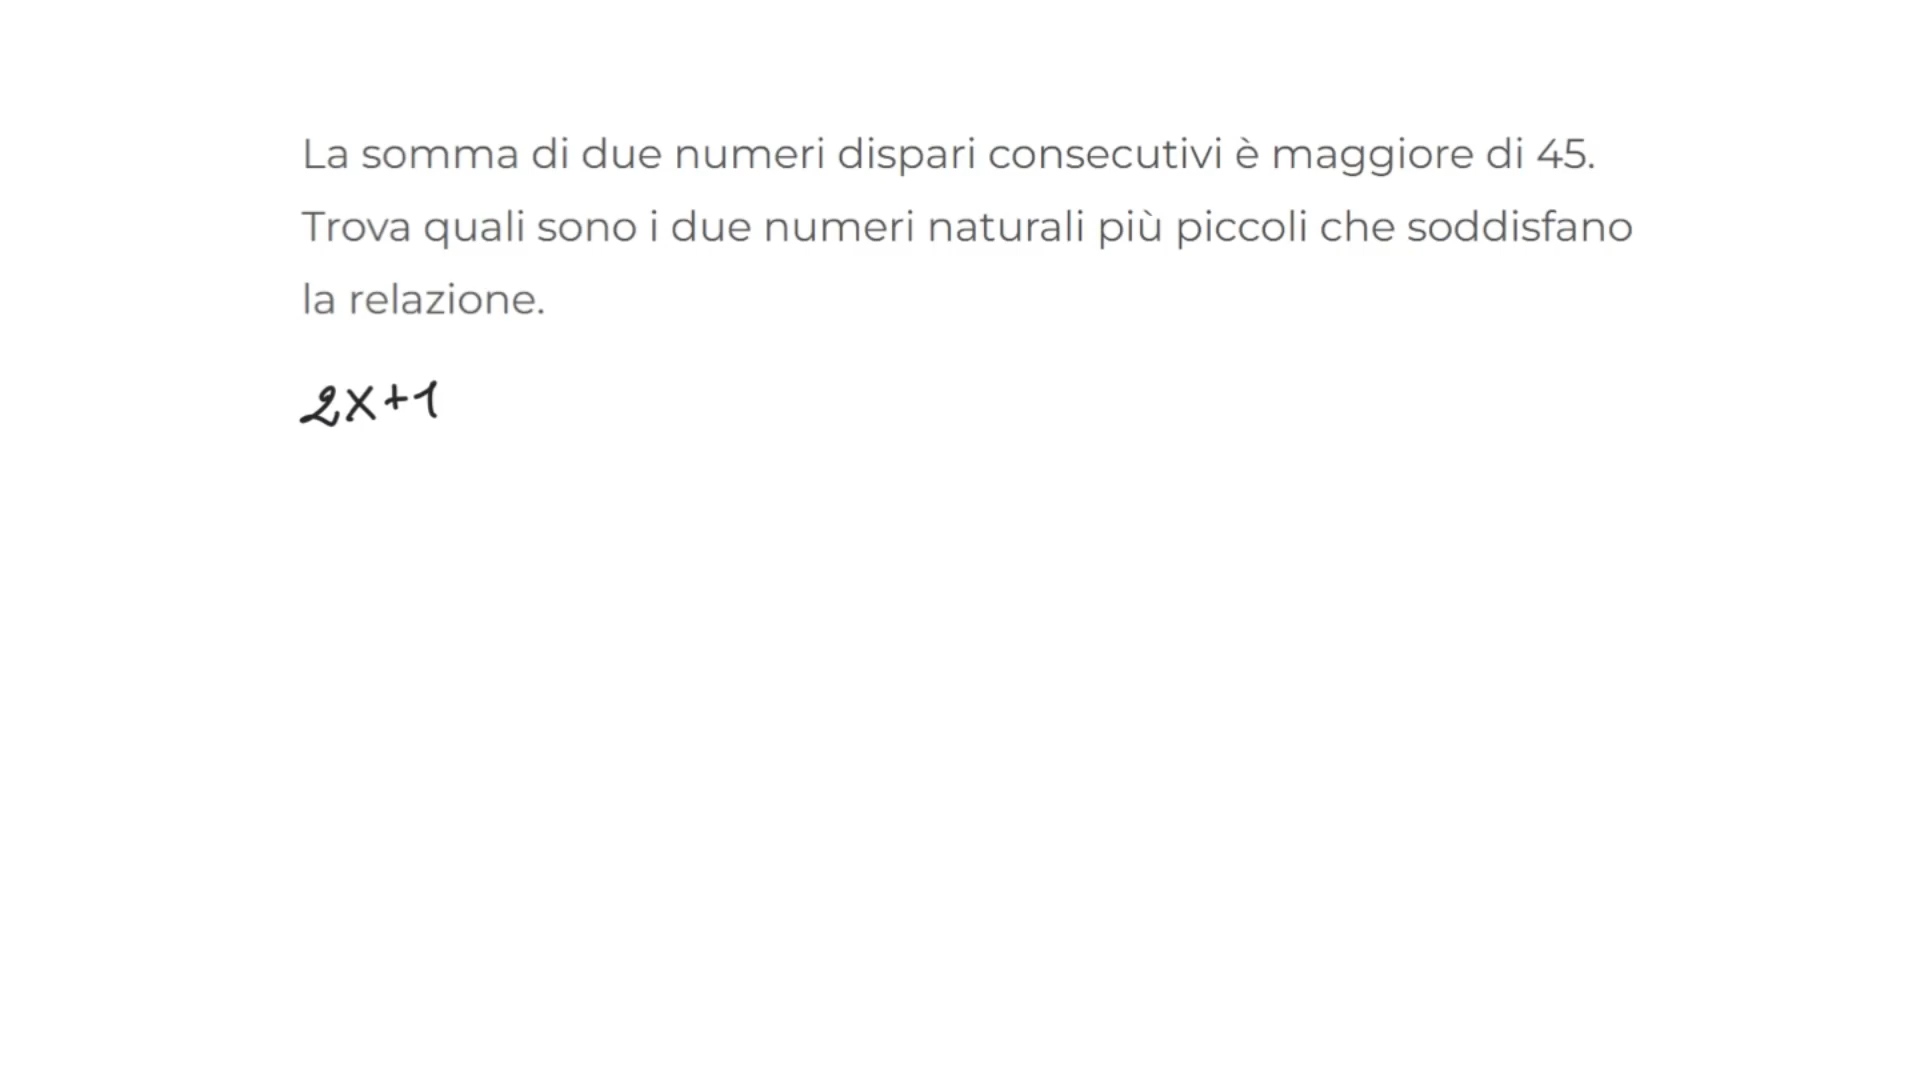 La somma di due numeri dispari consecutivi è maggiore di 45.
Trova quali sono i due numeri naturali più piccoli che soddisfano
la relazione.
2x+1